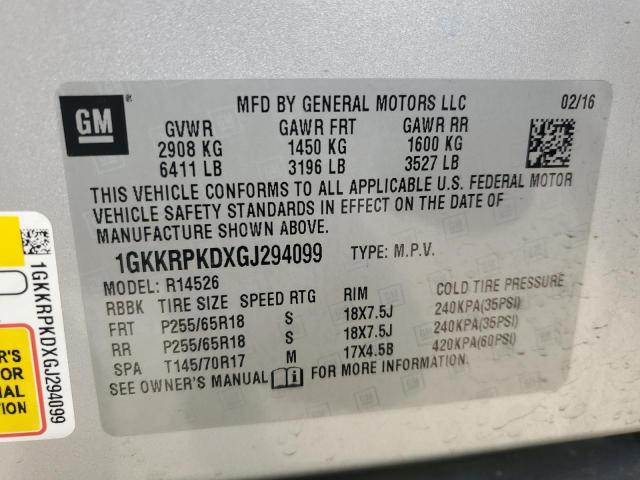 GM
MFD BY GENERAL MOTORS LLC 02/16
GVWR GAWR FRT GAWR RR
2908 KG 1450 KG 1600 KG
6411 LB 3196 LB 3527 LB
THIS VEHICLE CONFORMS TO ALL APPLICABLE U.S. FEDERAL MOTOR
VEHICLE SAFETY STANDARDS IN EFFECT ON THE DATE OF
MANUFACTURE SHOWN ABOVE.
1GKKRPKDXGJ294099 TYPE: M.P.V.
MODEL: R14526
RBBK TIRE SIZE SPEED RTG RIM COLD TIRE PRESSURE
FRT P255/65R18 S 18X7.5J 240KPA(35PSI)
RR P255/65R18 S 18X7.5J 240KPA(35PSI)
SPA T145/70R17 M 17X4.5B 420KPA(60PSI)
SEE OWNER'S MANUAL FOR MORE INFORMATION
1GKKRPKDXGJ294099